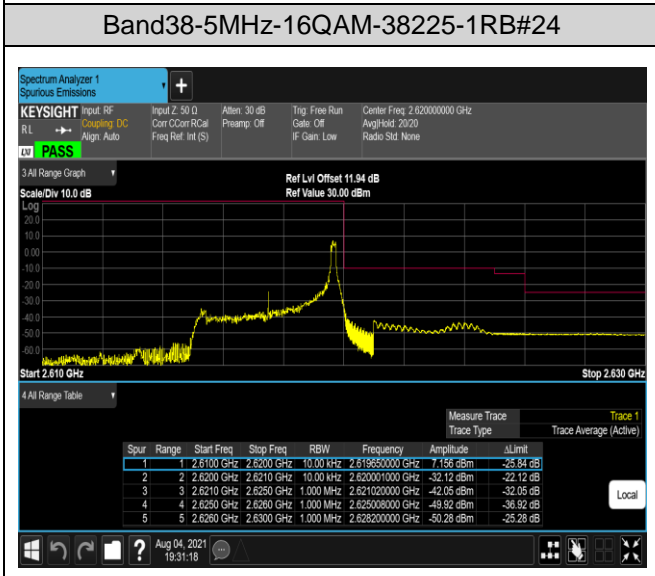 Band38-5MHz-16QAM-38225-1RB#24
Spectrum Analyzer 1
Spurious Emissions
+
KEYSIGHT Input: RF Input Z: 50 Ω Atten: 30 dB Trig: Free Run Center Freq: 2.620000000 GHz
RL Coupling: DC Corr CCorr RCal Preamp: Off Gate: Off Avg|Hold: 20/20
Align: Auto Freq Ref: Int (S) IF Gain: Low Radio Std: None
LXI PASS
3 All Range Graph
Ref Lvl Offset 11.94 dB
Scale/Div 10.0 dB Ref Value 30.00 dBm
Log
20.0
10.0
0.00
-10.0
-20.0
-30.0
-40.0
-50.0
-60.0
Start 2.610 GHz Stop 2.630 GHz
4 All Range Table
Measure Trace Trace 1
Trace Type Trace Average (Active)
Spur Range Start Freq Stop Freq RBW Frequency Amplitude ΔLimit
1 1 2.6100 GHz 2.6200 GHz 10.00 kHz 2.619650000 GHz 7.156 dBm -25.84 dB
2 2 2.6200 GHz 2.6210 GHz 10.00 kHz 2.620001000 GHz -32.12 dBm -22.12 dB
3 3 2.6210 GHz 2.6250 GHz 1.000 MHz 2.621020000 GHz -42.05 dBm -32.05 dB
4 4 2.6250 GHz 2.6260 GHz 1.000 MHz 2.625008000 GHz -49.92 dBm -36.92 dB
5 5 2.6260 GHz 2.6300 GHz 1.000 MHz 2.628200000 GHz -50.28 dBm -25.28 dB
Local
? Aug 04, 2021
19:31:18